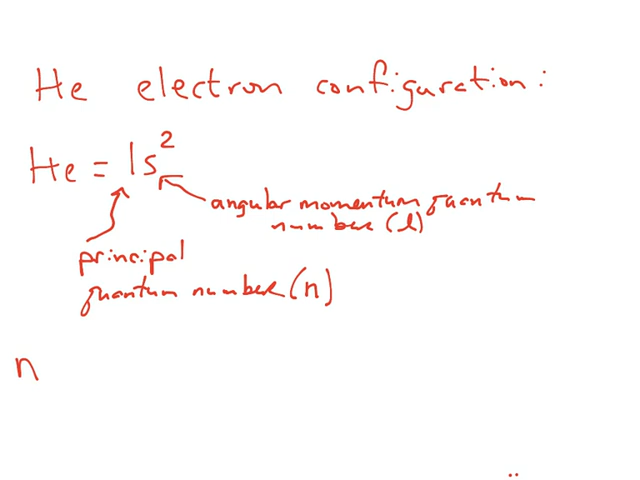 He electron configuration:
He = 1s²
angular momentum quantum
number (l)
principal
quantum number (n)
n